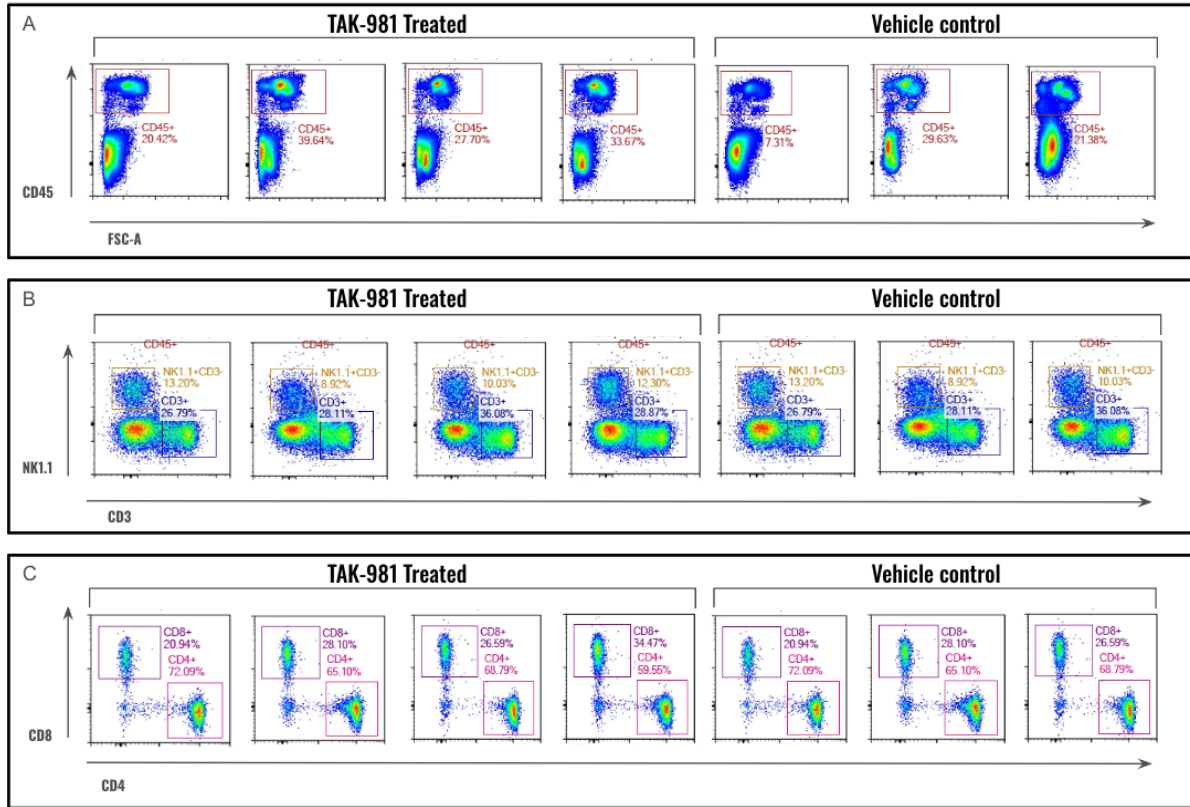 A
TAK-981 Treated
Vehicle control
CD45+
20.42%
CD45+
39.64%
CD45+
27.70%
CD45+
33.67%
CD45+
7.31%
CD45+
29.63%
CD45+
21.38%
CD45
FSC-A
B
TAK-981 Treated
Vehicle control
CD45+
NK1.1+CD3-
13.20%
CD3+
26.79%
CD45+
NK1.1+CD3-
8.92%
CD3+
28.11%
CD45+
NK1.1+CD3-
10.03%
CD3+
36.08%
CD45+
NK1.1+CD3-
12.30%
CD3+
28.87%
CD45+
NK1.1+CD3-
13.20%
CD3+
26.79%
CD45+
NK1.1+CD3-
8.92%
CD3+
28.11%
CD45+
NK1.1+CD3-
10.03%
CD3+
36.08%
NK1.1
CD3
C
TAK-981 Treated
Vehicle control
CD8+
20.94%
CD4+
72.09%
CD8+
28.10%
CD4+
65.10%
CD8+
26.59%
CD4+
68.79%
CD8+
34.47%
CD4+
59.55%
CD8+
20.94%
CD4+
72.09%
CD8+
28.10%
CD4+
65.10%
CD8+
26.59%
CD4+
68.79%
CD8
CD4